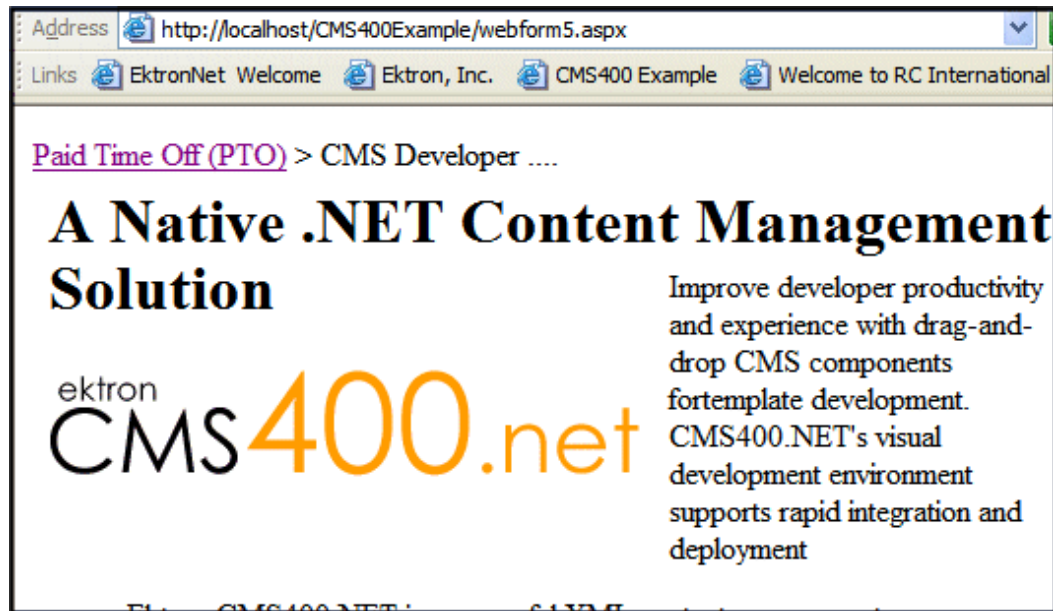 Address http://localhost/CMS400Example/webform5.aspx
Links EktronNet Welcome Ektron, Inc. CMS400 Example Welcome to RC International
Paid Time Off (PTO) > CMS Developer ....
A Native .NET Content Management
Solution
Improve developer productivity
and experience with drag-and-
drop CMS components
fortemplate development.
CMS400.NET's visual
development environment
supports rapid integration and
deployment
ektron
CMS400.net